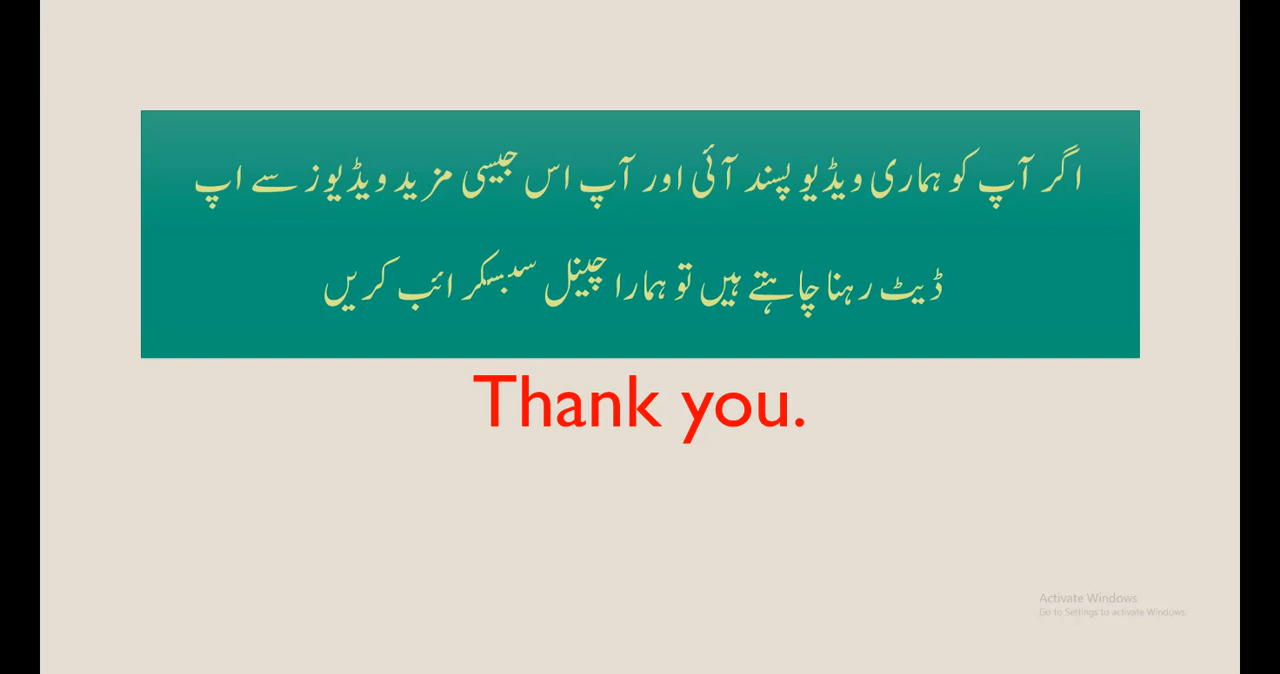 اگر آپ کو ہماری ویڈیو پسند آئی اور آپ اس جیسی مزید ویڈیوز سے اپ
ڈیٹ رہنا چاہتے ہیں تو ہمارا چینل سبسکرائب کریں
Thank you.
Activate Windows
Go to Settings to activate Windows.